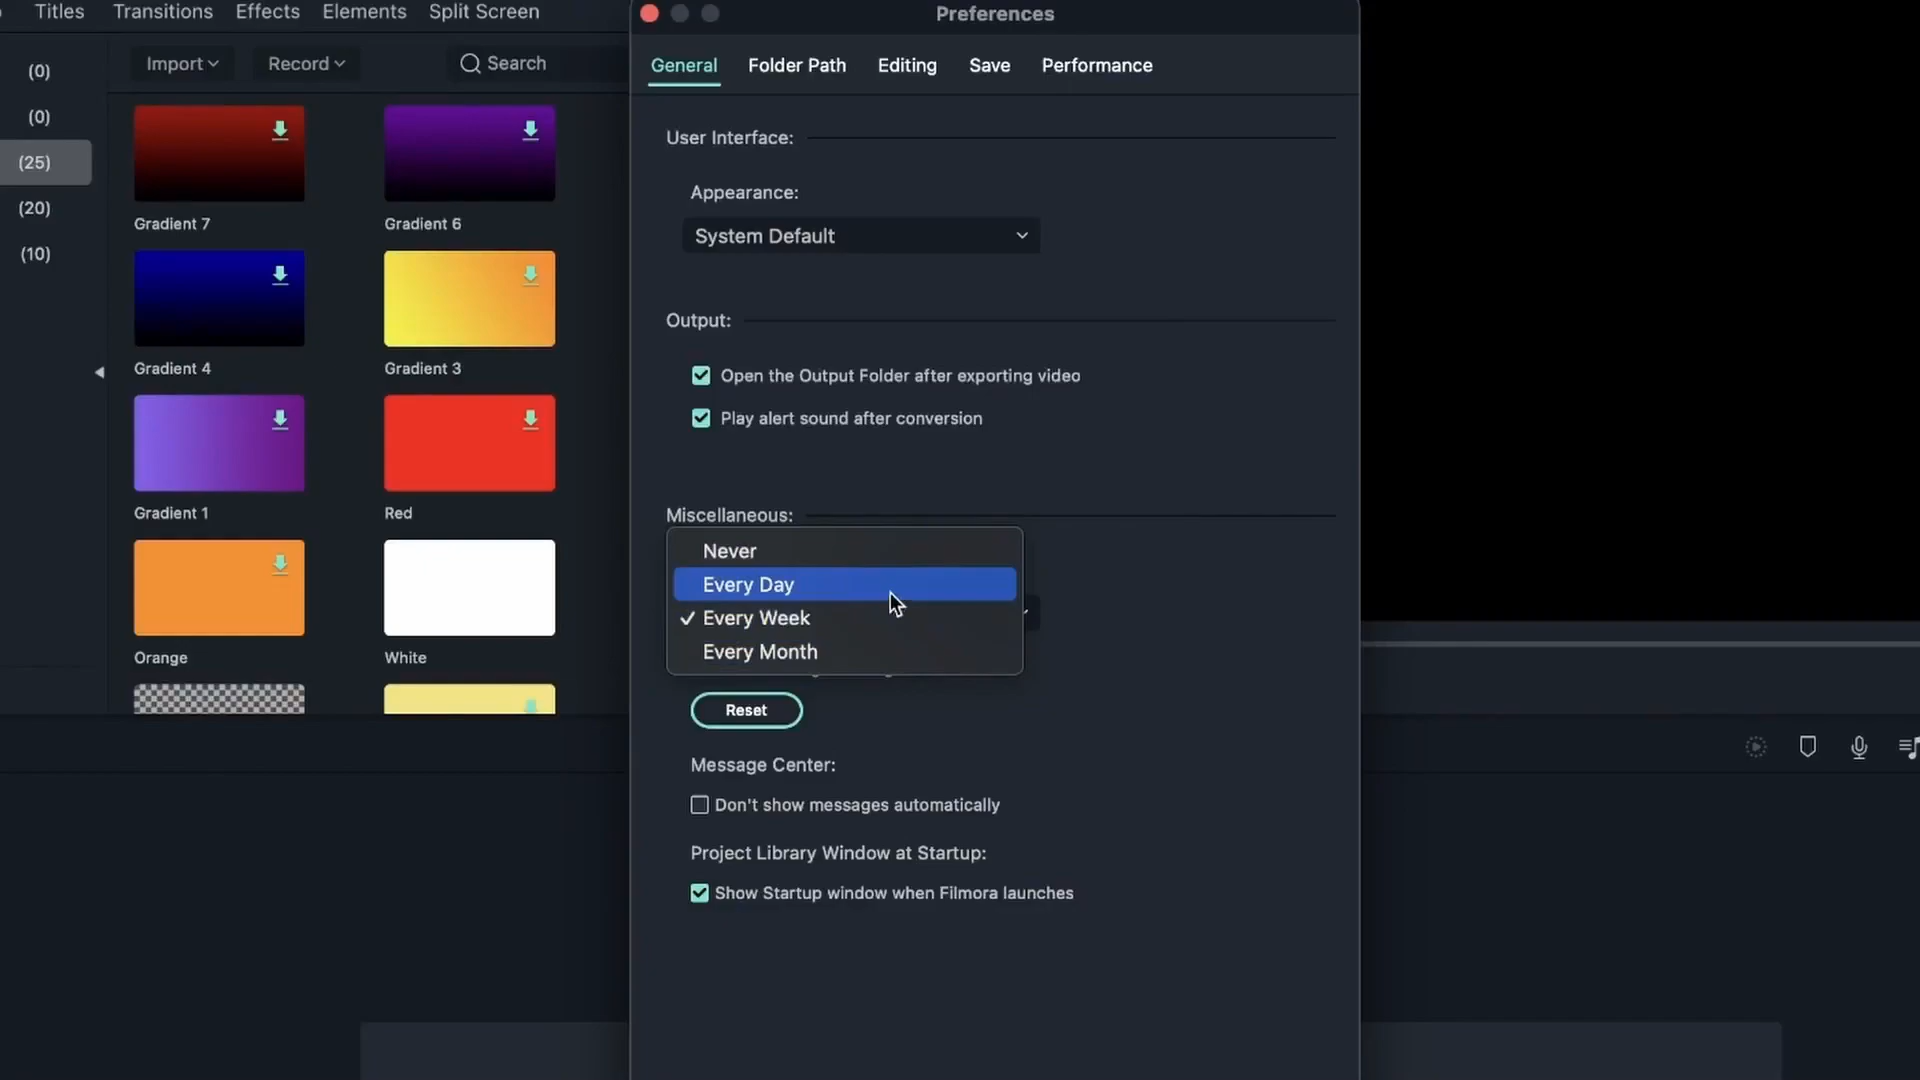 Titles Transitions Effects Elements Split Screen
Import Record Search
(0)
(0)
(25)
(20)
(10)
Gradient 7 Gradient 6
Gradient 4 Gradient 3
Gradient 1 Red
Orange White
Preferences
General Folder Path Editing Save Performance
User Interface:
Appearance:
System Default
Output:
Open the Output Folder after exporting video
Play alert sound after conversion
Miscellaneous:
Never
Every Day
Every Week
Every Month
Reset
Message Center:
Don't show messages automatically
Project Library Window at Startup:
Show Startup window when Filmora launches